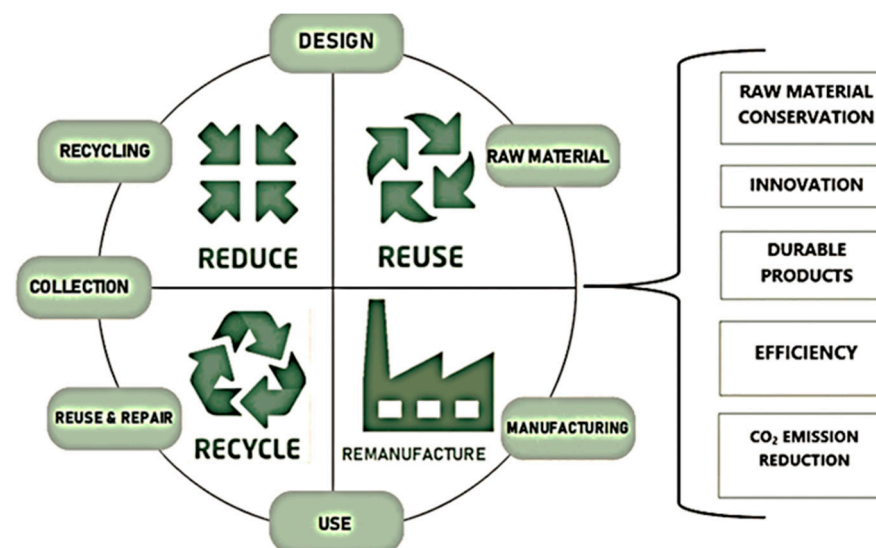 DESIGN
RECYCLING
RAW MATERIAL
REDUCE
REUSE
COLLECTION
REUSE & REPAIR
RECYCLE
REMANUFACTURE
MANUFACTURING
USE
RAW MATERIAL
CONSERVATION
INNOVATION
DURABLE
PRODUCTS
EFFICIENCY
CO₂ EMISSION
REDUCTION